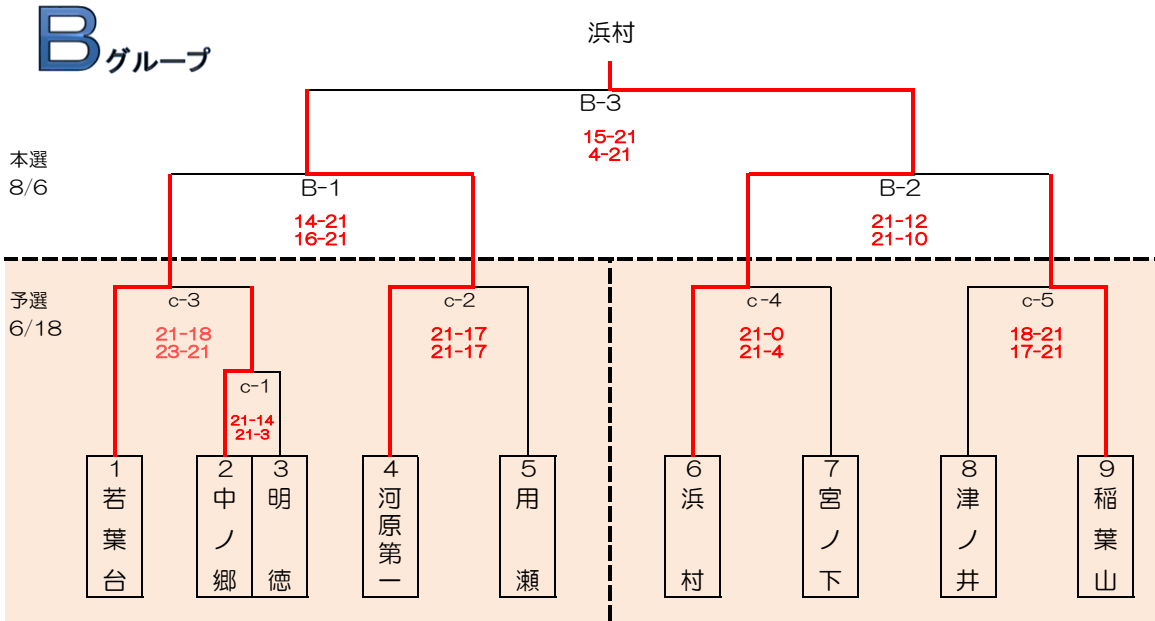 Bグループ
浜村
B-3
15-21
4-21
本選
8/6
B-1
14-21
16-21
B-2
21-12
21-10
予選
6/18
c-3
21-18
23-21
c-2
21-17
21-17
c-4
21-0
21-4
c-5
18-21
17-21
c-1
21-14
21-3
1
若葉台
2
中ノ郷
3
明徳
4
河原第一
5
用瀬
6
浜村
7
宮ノ下
8
津ノ井
9
稲葉山